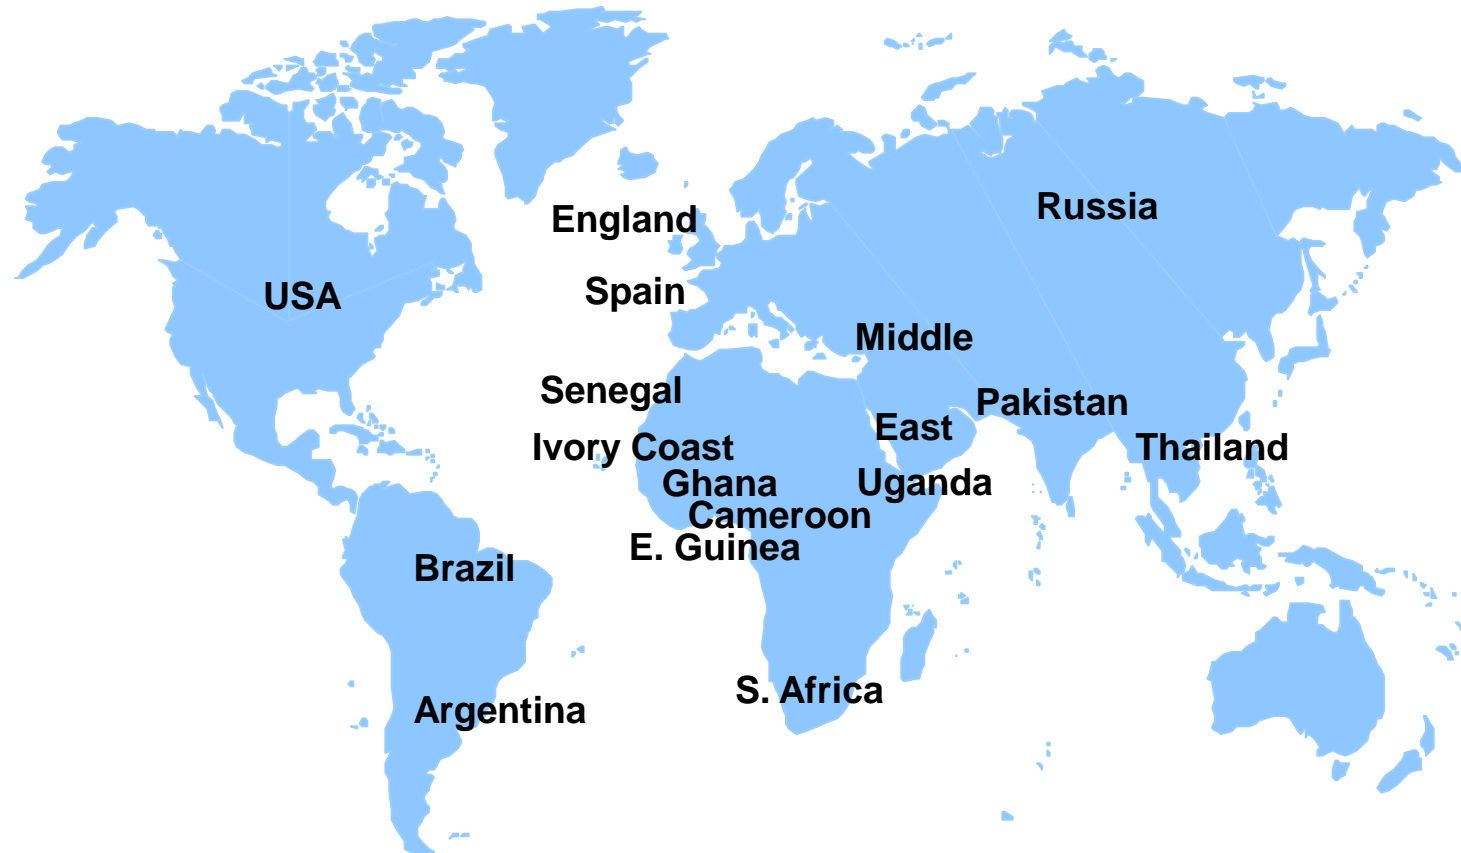 England
Russia
Spain
USA
Middle
Senegal
Pakistan
East
Ivory Coast
Thailand
Ghana
Uganda
Cameroon
E. Guinea
Brazil
S. Africa
Argentina